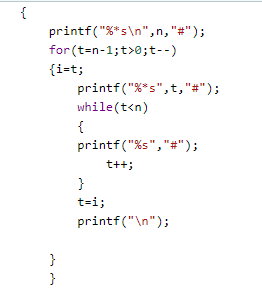 {
printf("%*s\n",n,"#");
for(t=n-1;t>0;t--)
{i=t;
printf("%*s",t,"#");
while(t<n)
{
printf("%s","#");
t++;
}
t=i;
printf("\n");
}
}